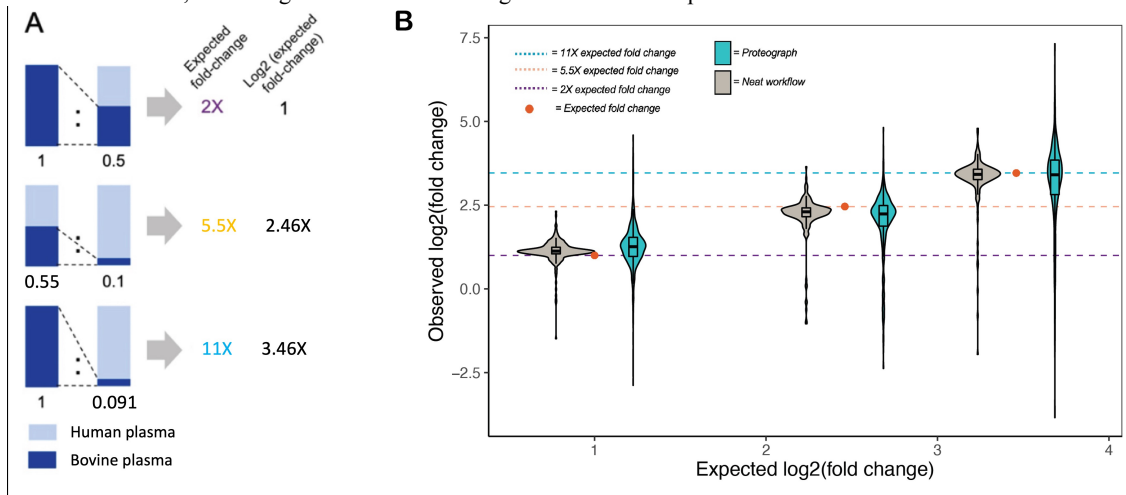 A
Expected
fold-change
Log2 (expected
fold-change)
2X
1
:
1
0.5
5.5X
2.46X
:
0.55
0.1
11X
3.46X
:
1
0.091
Human plasma
Bovine plasma
B
= 11X expected fold change
= 5.5X expected fold change
= 2X expected fold change
= Expected fold change
= Proteograph
= Neat workflow
Observed log2(fold change)
7.5
5.0
2.5
0.0
−2.5
1
2
3
4
Expected log2(fold change)